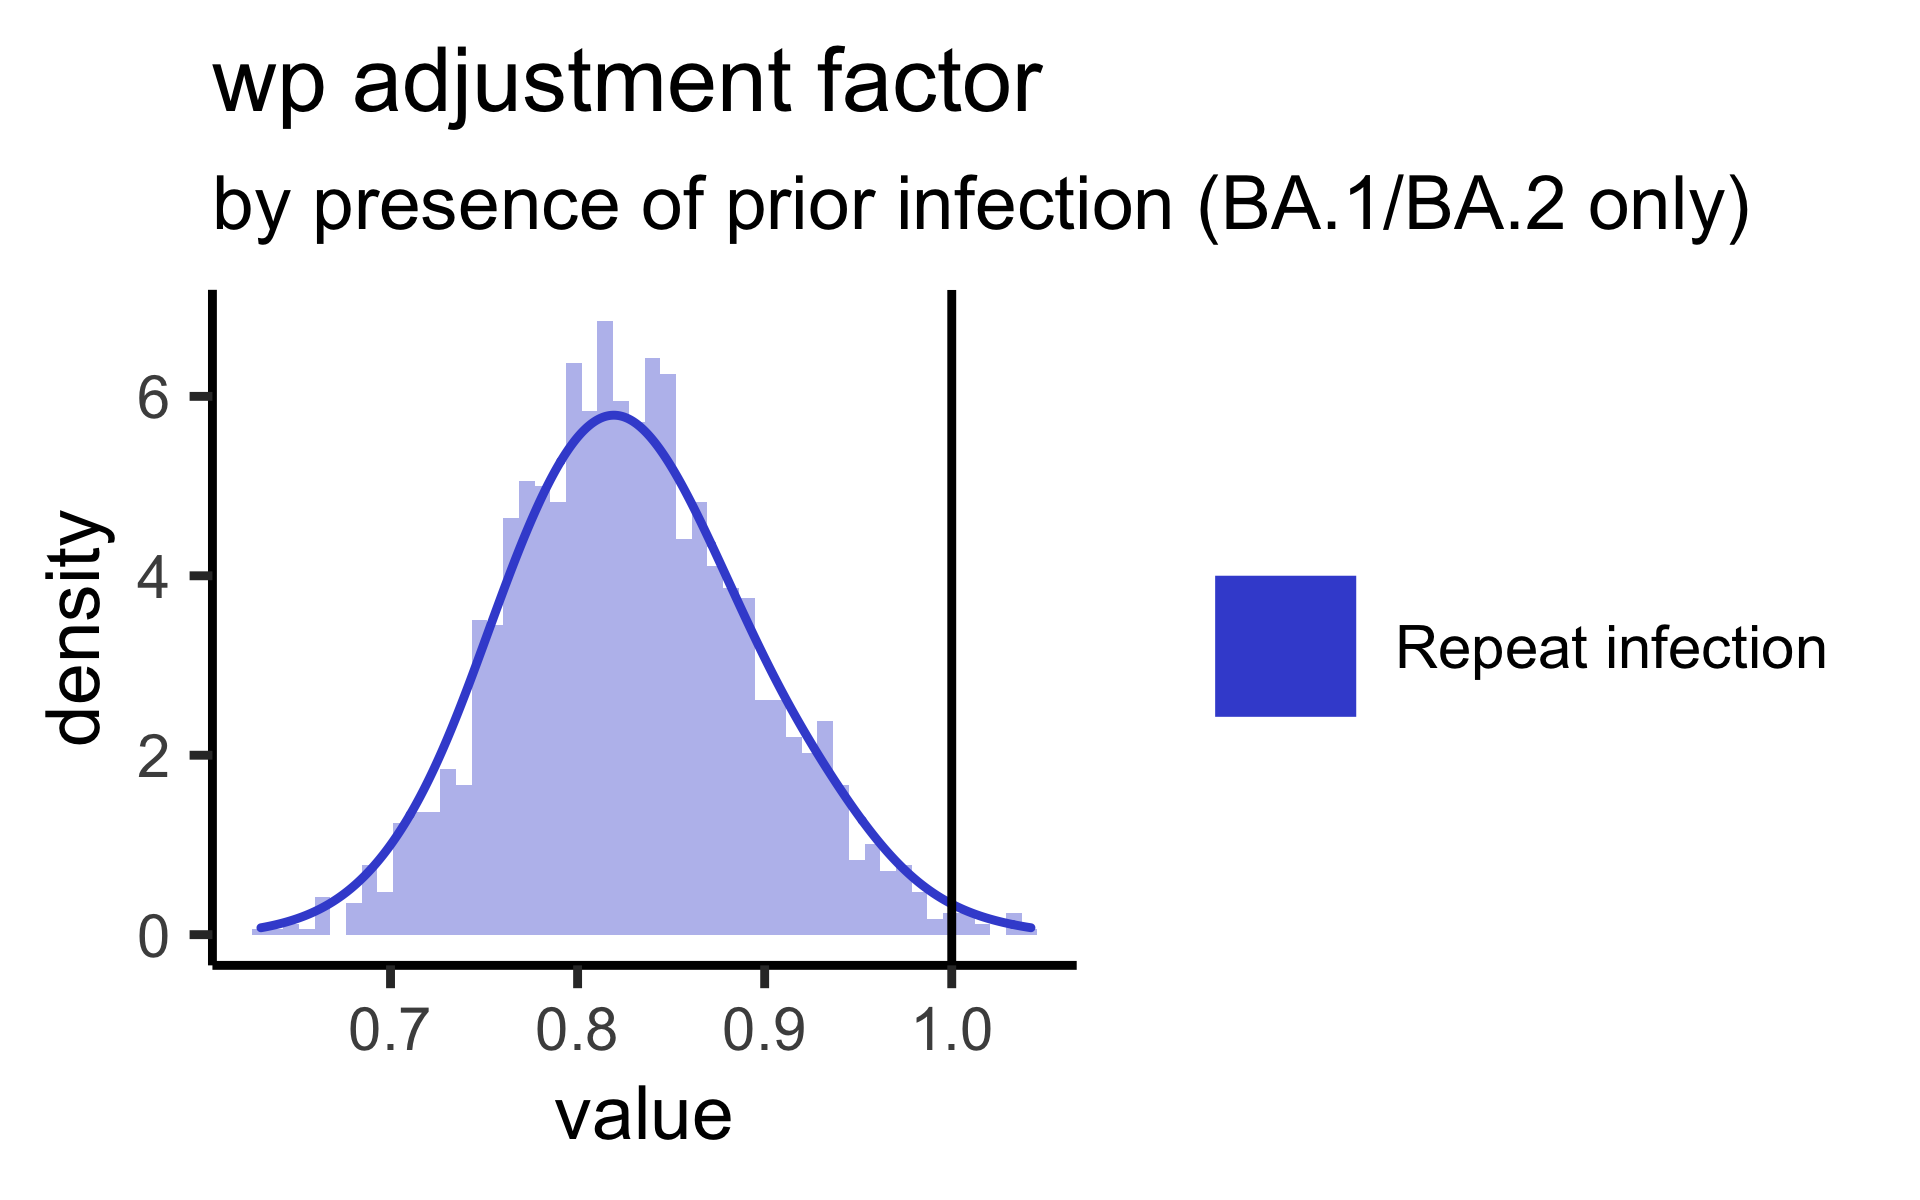 wp adjustment factor
by presence of prior infection (BA.1/BA.2 only)
6
4
2
0
density
0.7 0.8 0.9 1.0
value
Repeat infection